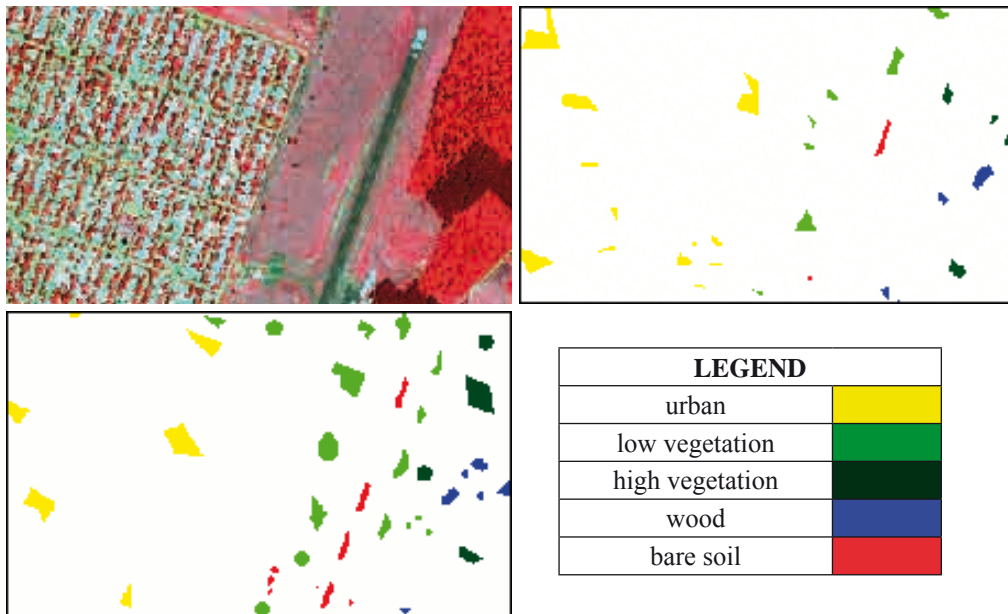 LEGEND
urban
low vegetation
high vegetation
wood
bare soil